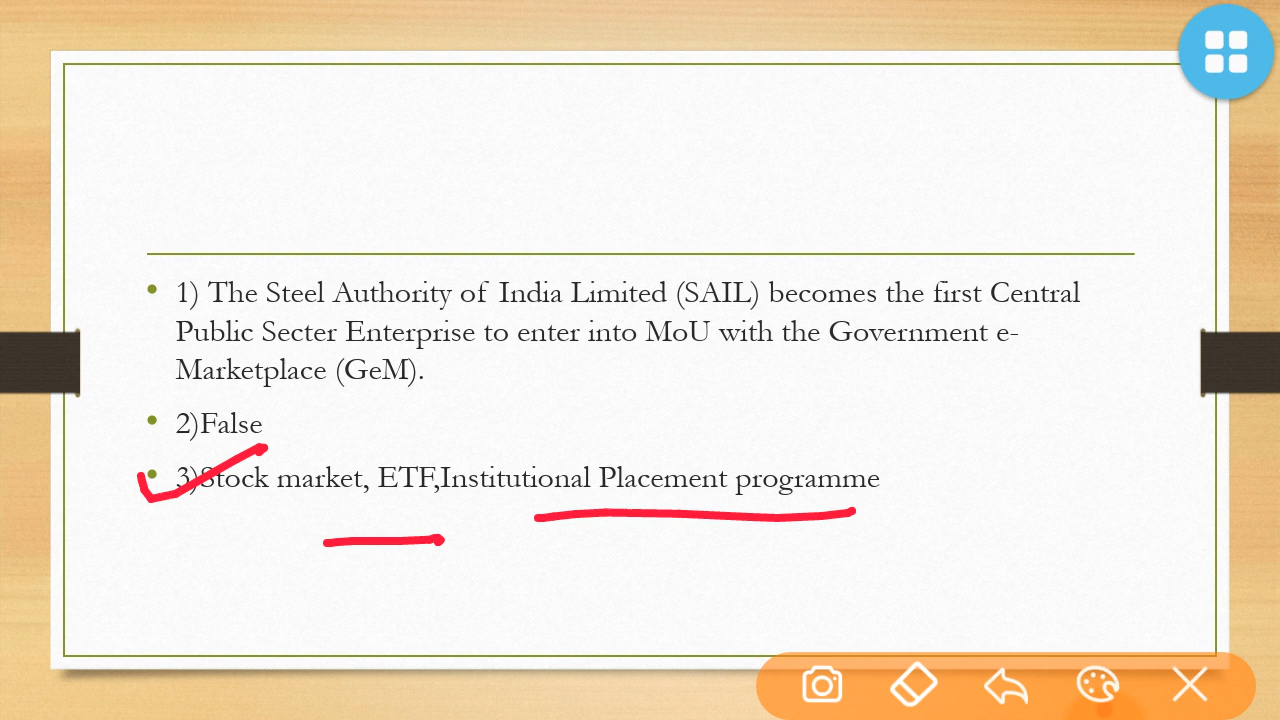 1) The Steel Authority of India Limited (SAIL) becomes the first Central
Public Secter Enterprise to enter into MoU with the Government e-
Marketplace (GeM).
2)False
3)Stock market, ETF,Institutional Placement programme